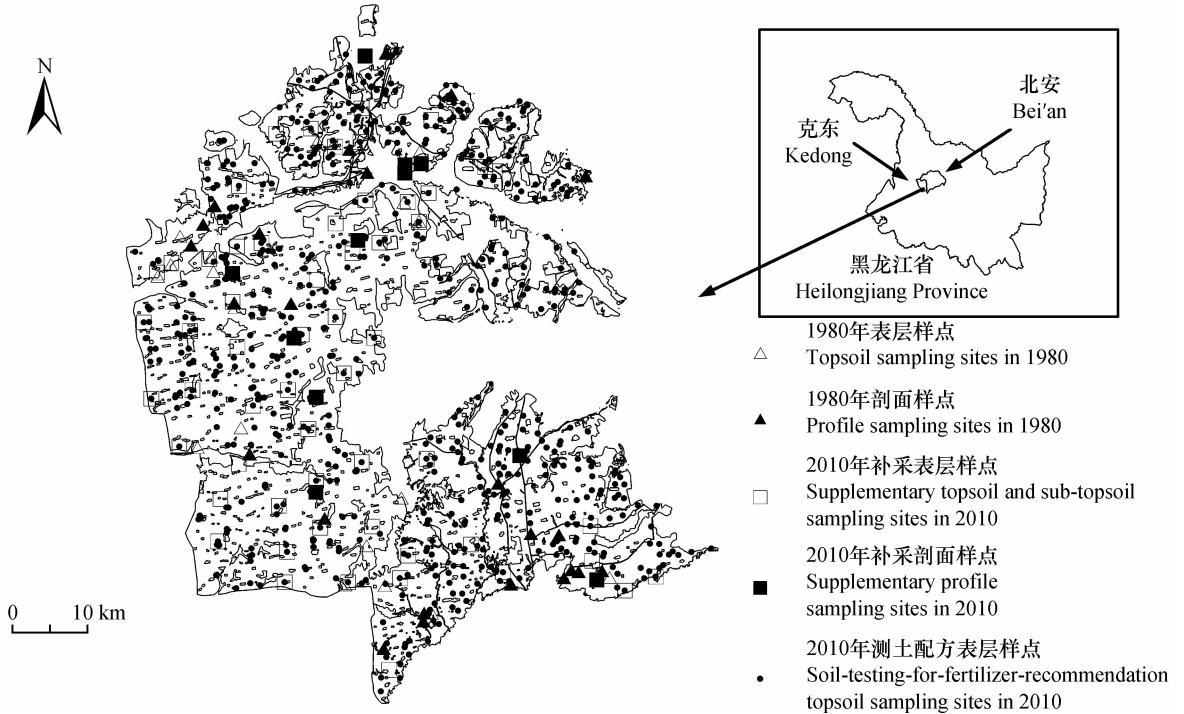 N
北安
Bei'an
克东
Kedong
黑龙江省
Heilongjiang Province
1980年表层样点
Topsoil sampling sites in 1980
1980年剖面样点
Profile sampling sites in 1980
2010年补采表层样点
Supplementary topsoil and sub-topsoil
sampling sites in 2010
2010年补采剖面样点
Supplementary profile
sampling sites in 2010
2010年测土配方表层样点
Soil-testing-for-fertilizer-recommendation
topsoil sampling sites in 2010
0 10 km